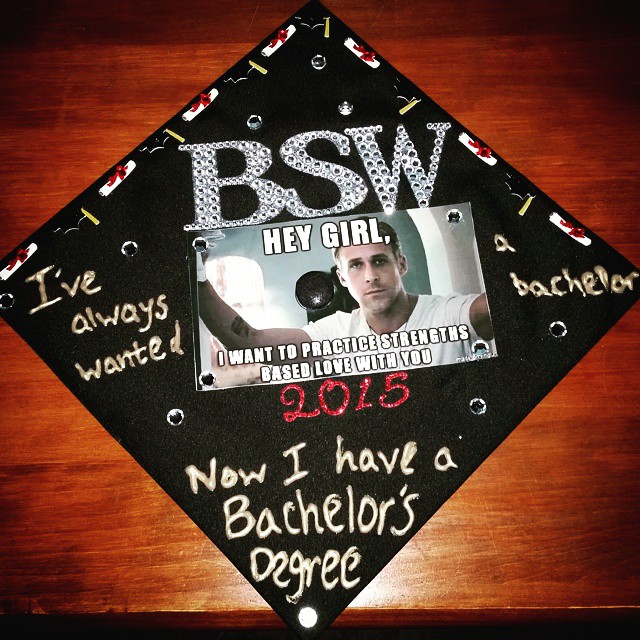 BSW
HEY GIRL,
I WANT TO PRACTICE STRENGTHS
BASED LOVE WITH YOU
2015
I've
always
wanted
a
bachelor
Now I have a
Bachelor's
Degree